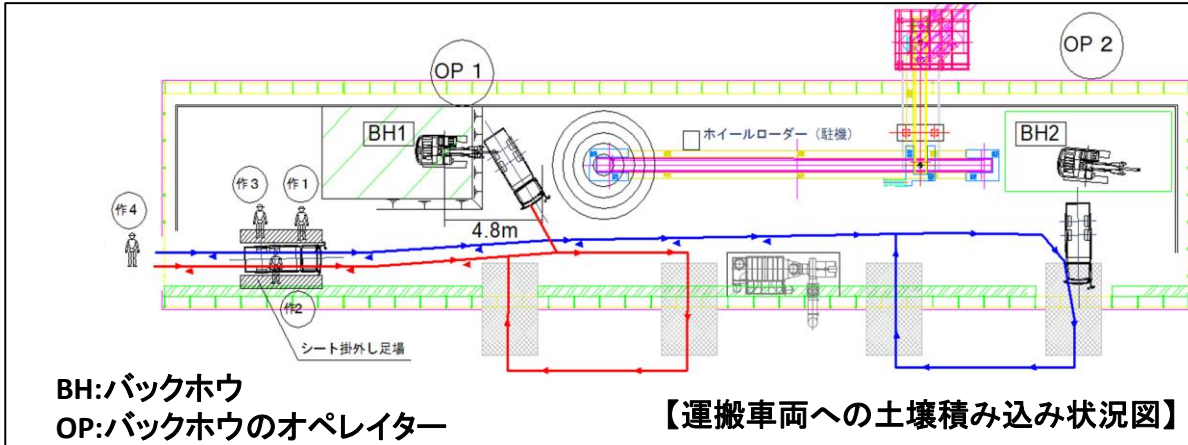 OP 1
OP 2
BH1
ホイールローダー（駐機）
BH2
作3
作1
作4
4.8m
作2
シート掛外し足場
BH:バックホウ
OP:バックホウのオペレイター
【運搬車両への土壌積み込み状況図】